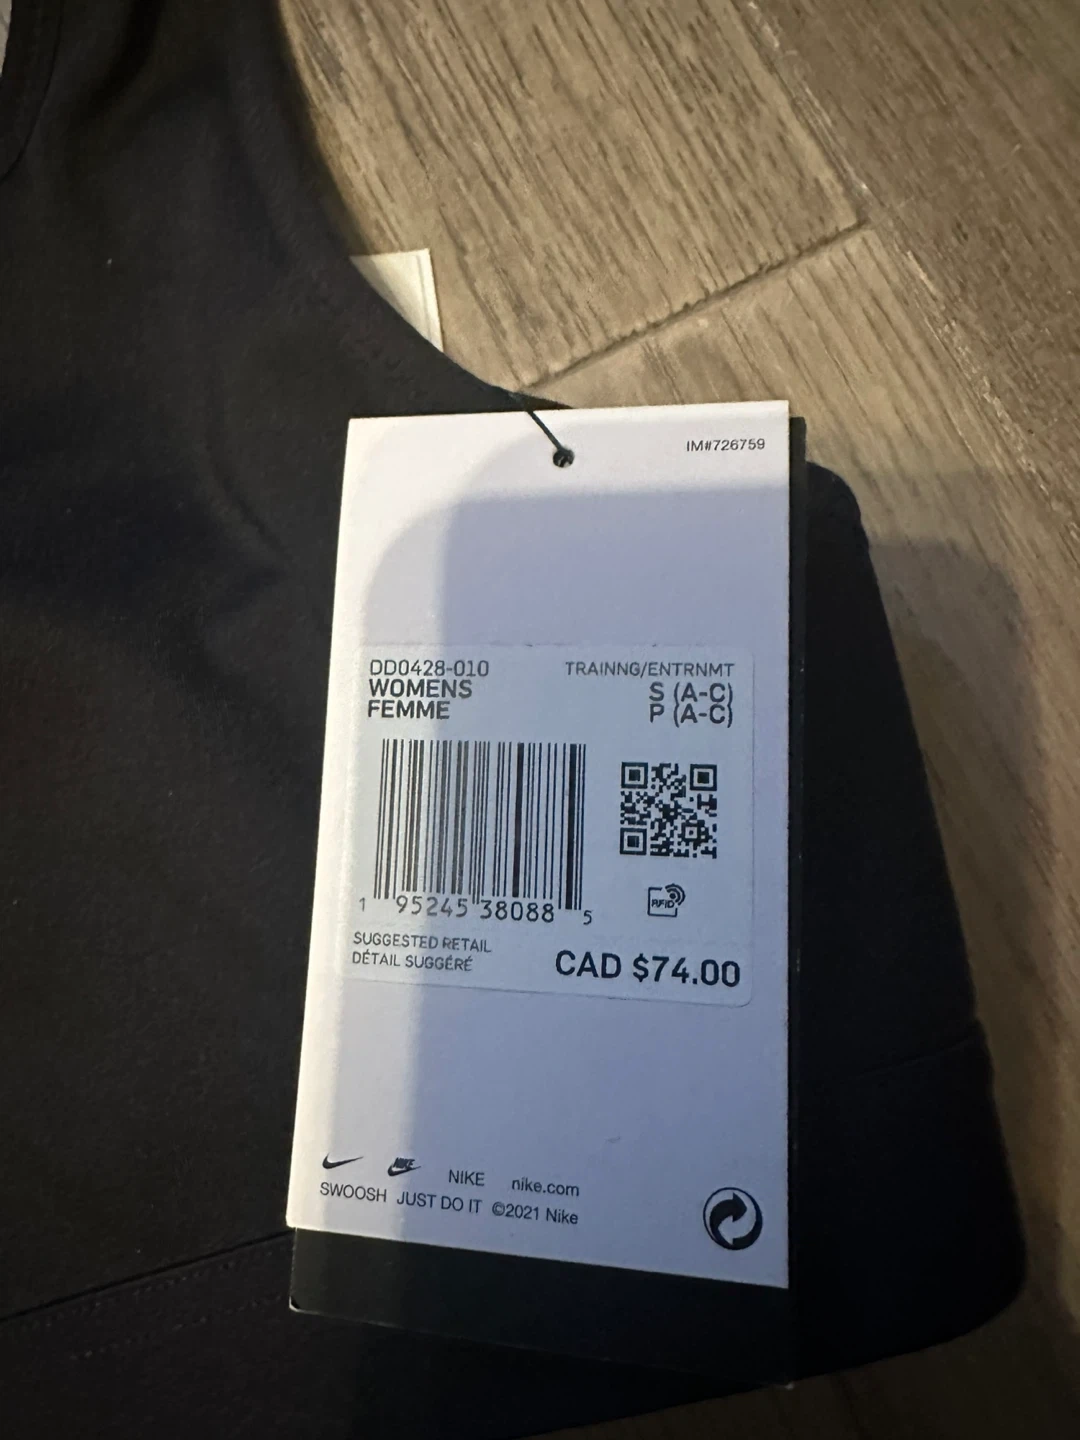 IM#726759
DD0428-010 TRAINNG/ENTRNMT
WOMENS S (A-C)
FEMME P (A-C)
RFID
1 95245 38088 5
SUGGESTED RETAIL
DÉTAIL SUGGÉRÉ CAD $74.00
NIKE NIKE nike.com
SWOOSH JUST DO IT ©2021 Nike